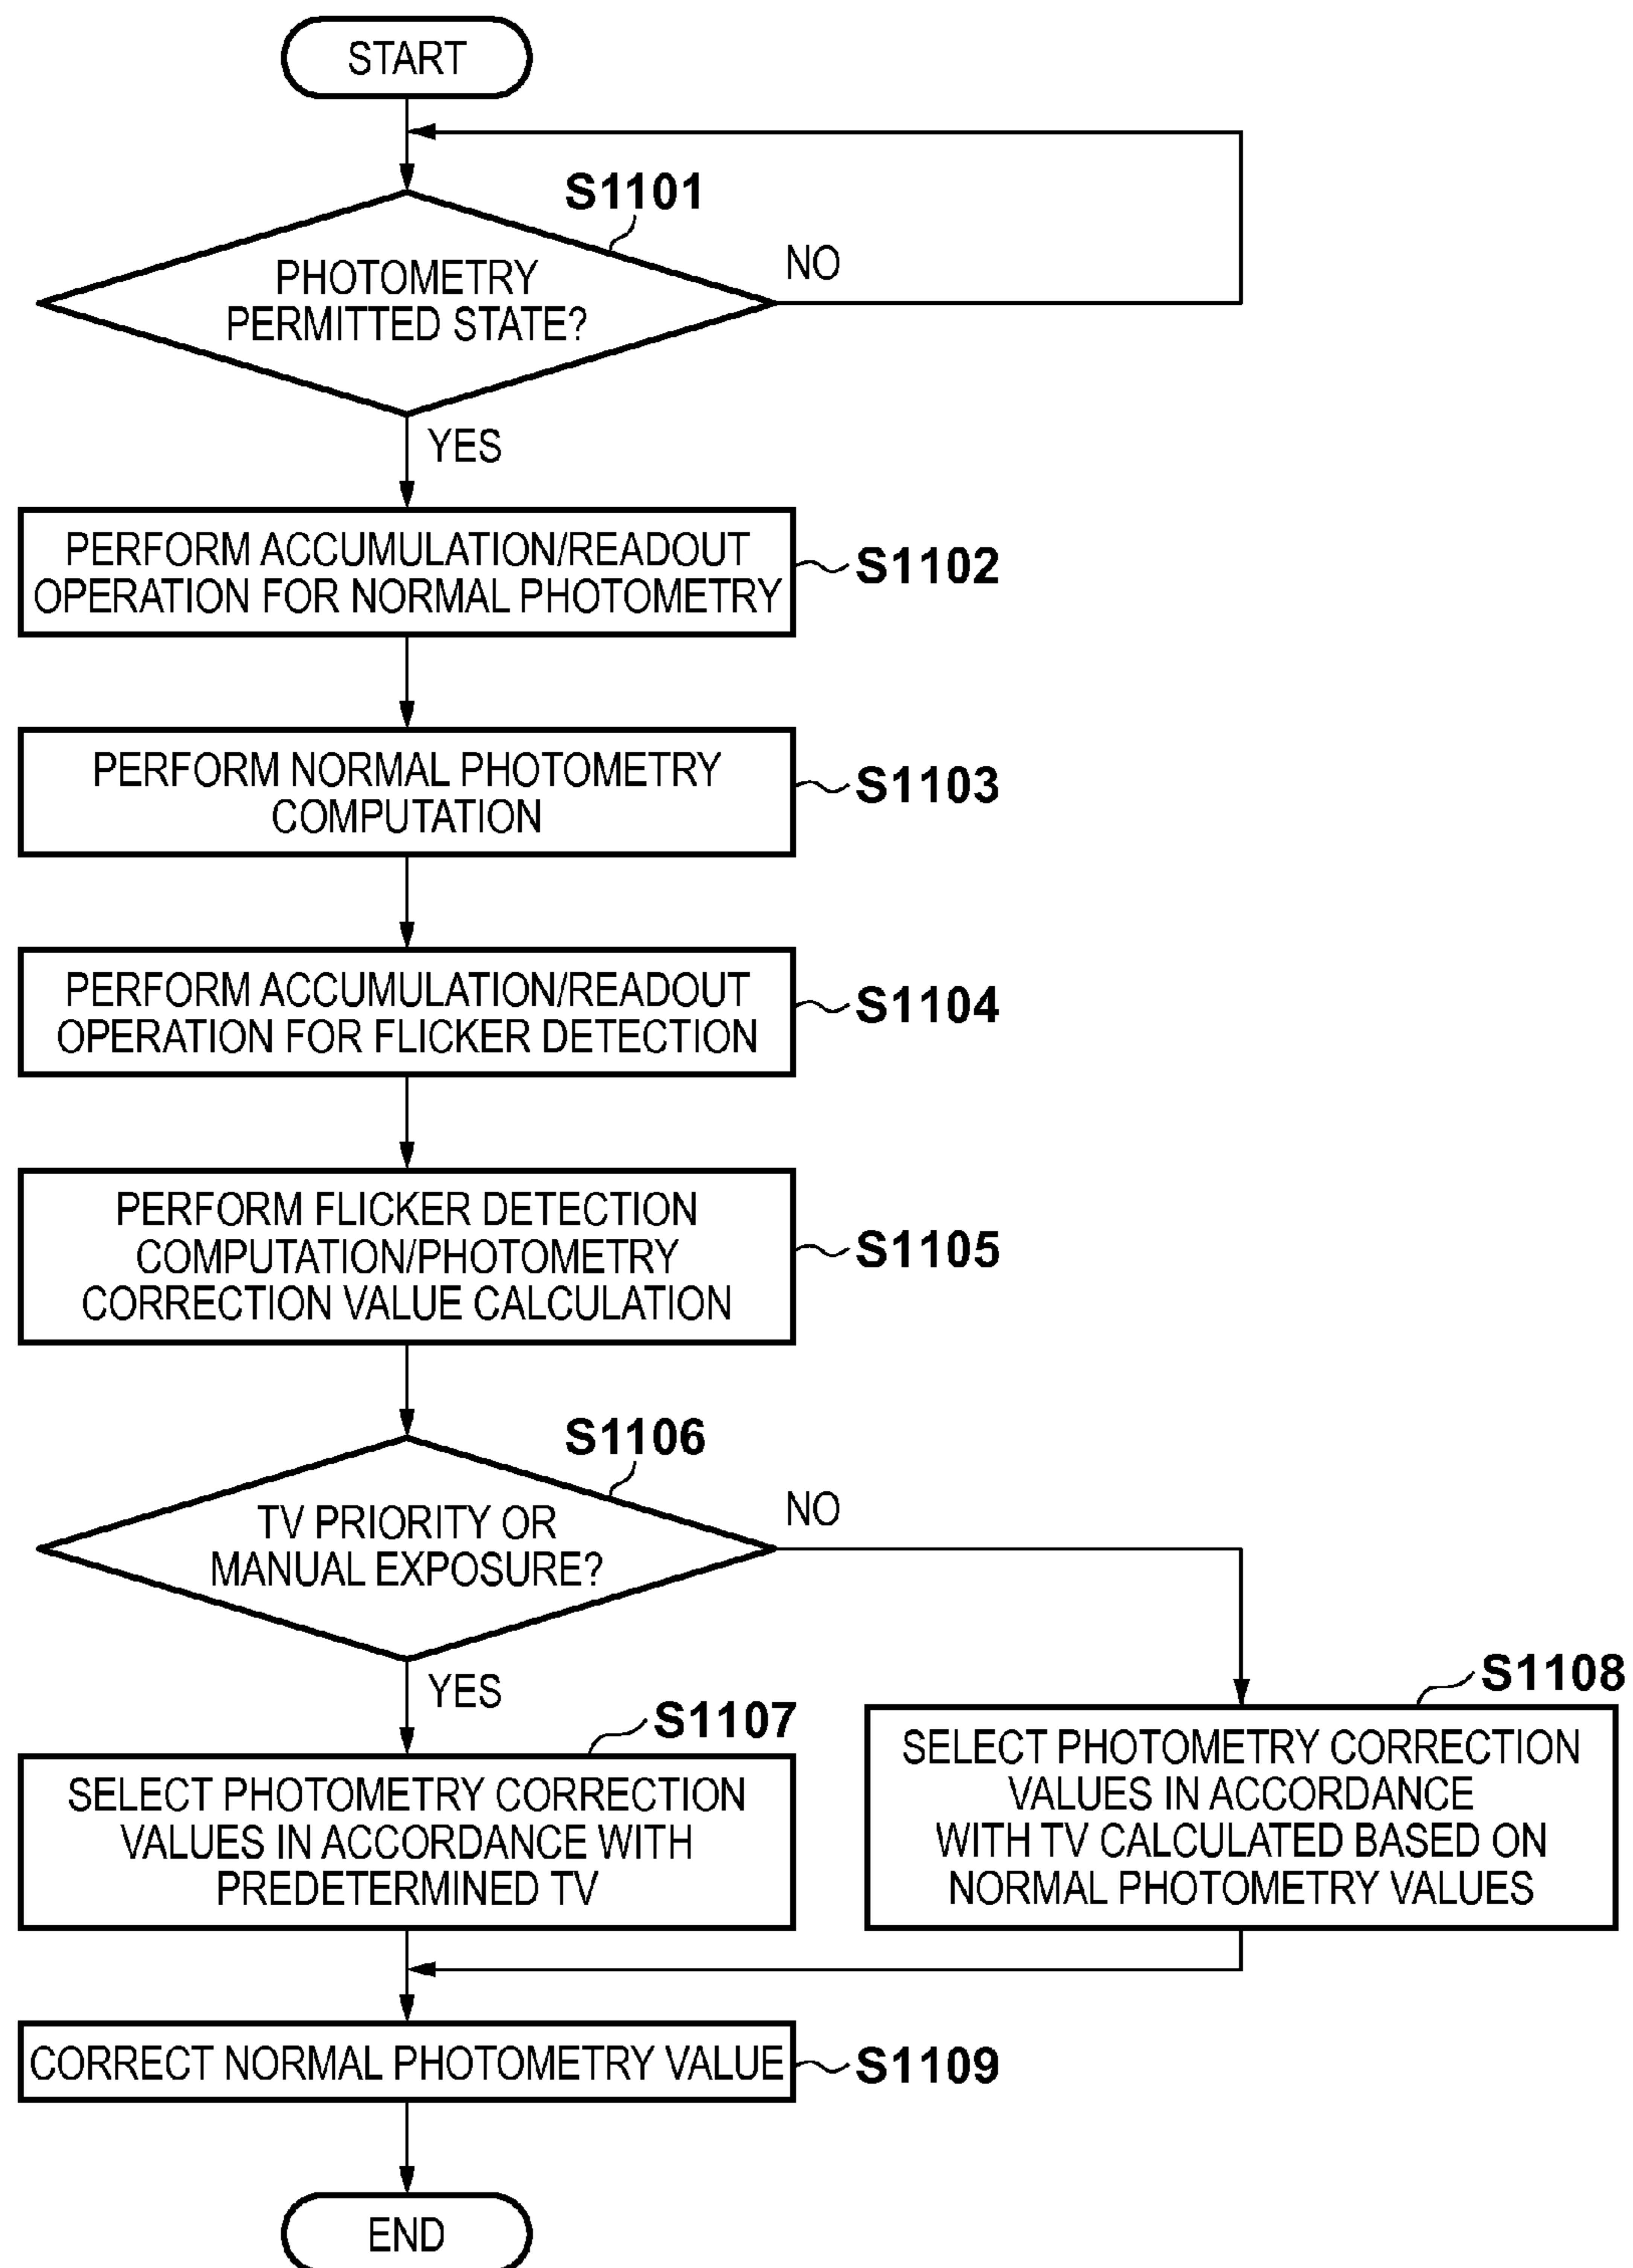 START
S1101
PHOTOMETRY
PERMITTED STATE?
NO
YES
PERFORM ACCUMULATION/READOUT
OPERATION FOR NORMAL PHOTOMETRY
S1102
PERFORM NORMAL PHOTOMETRY
COMPUTATION
S1103
PERFORM ACCUMULATION/READOUT
OPERATION FOR FLICKER DETECTION
S1104
PERFORM FLICKER DETECTION
COMPUTATION/PHOTOMETRY
CORRECTION VALUE CALCULATION
S1105
S1106
TV PRIORITY OR
MANUAL EXPOSURE?
NO
YES
S1107
SELECT PHOTOMETRY CORRECTION
VALUES IN ACCORDANCE WITH
PREDETERMINED TV
S1108
SELECT PHOTOMETRY CORRECTION
VALUES IN ACCORDANCE
WITH TV CALCULATED BASED ON
NORMAL PHOTOMETRY VALUES
CORRECT NORMAL PHOTOMETRY VALUE
S1109
END